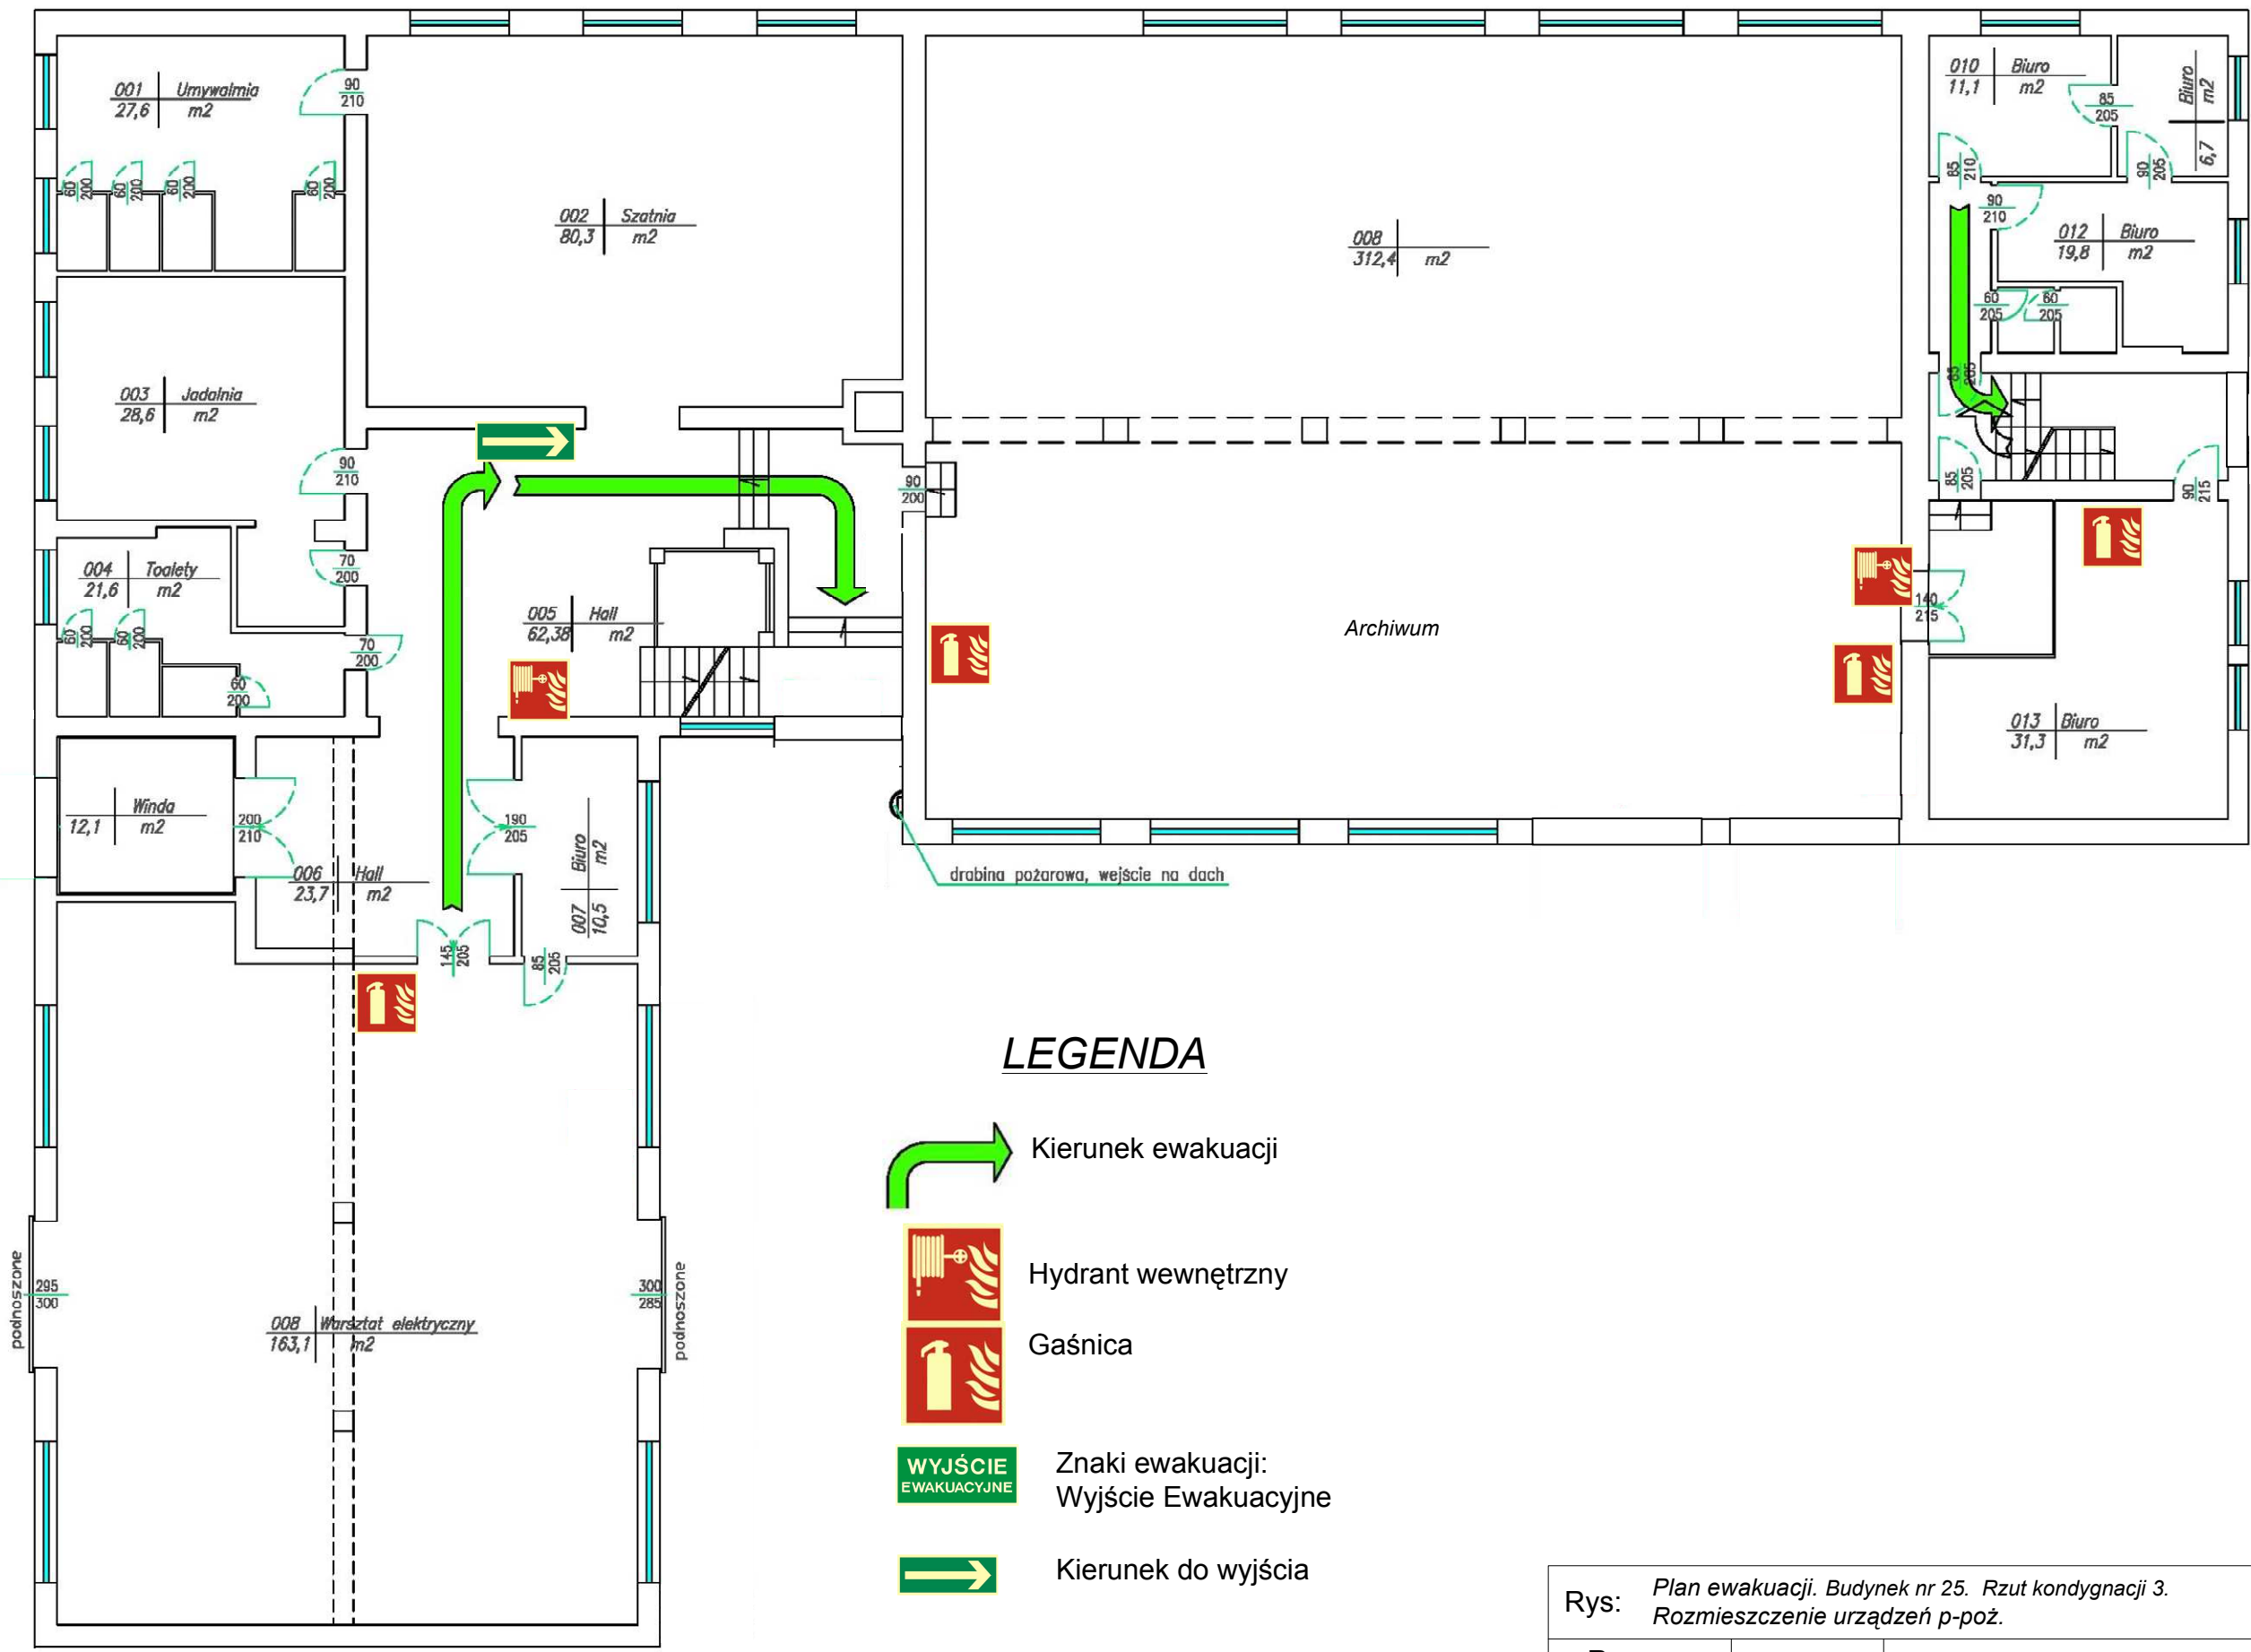 001 Umywalmia
27,6 m2
90
210
60
200
60
200
60
200
60
200
002 Szatnia
80,3 m2
008
312,4 m2
010 Biuro
11,1 m2
85
205
Biuro
m2
6,7
85
210
90
205
90
210
012 Biuro
19,8 m2
60
205
60
205
003 Jadalnia
28,6 m2
90
210
85
205
90
200
85
205
90
215
70
200
004 Toalety
21,6 m2
60
200
60
200
70
200
60
200
005 Hall
62,38 m2
Archiwum
140
215
013 Biuro
31,3 m2
Winda
12,1 m2
200
210
190
205
Biuro
m2
007
10,5
006 Hall
23,7 m2
drabina pożarowa, wejście na dach
145
205
85
205
LEGENDA
Kierunek ewakuacji
Hydrant wewnętrzny
Gaśnica
WYJŚCIE
EWAKUACYJNE
Znaki ewakuacji:
Wyjście Ewakuacyjne
Kierunek do wyjścia
podnoszone
295
300
300
285
podnoszone
008 Warsztat elektryczny
163,1 m2
Rys:
Plan ewakuacji. Budynek nr 25. Rzut kondygnacji 3.
Rozmieszczenie urządzeń p-poż.